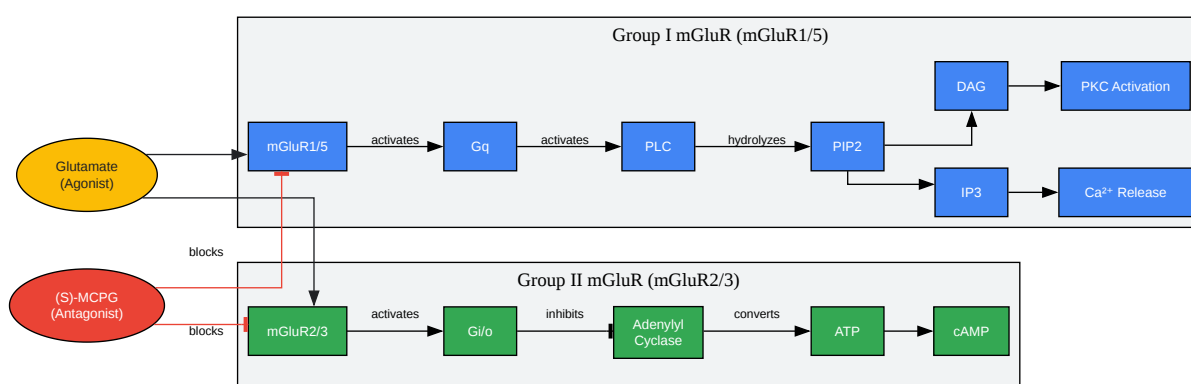 Group I mGluR (mGluR1/5)
DAG
PKC Activation
mGluR1/5
activates
Gq
activates
PLC
hydrolyzes
PIP2
Glutamate
(Agonist)
IP3
Ca²⁺ Release
blocks
Group II mGluR (mGluR2/3)
(S)-MCPG
(Antagonist)
blocks
mGluR2/3
activates
Gi/o
inhibits
Adenylyl
Cyclase
converts
ATP
cAMP